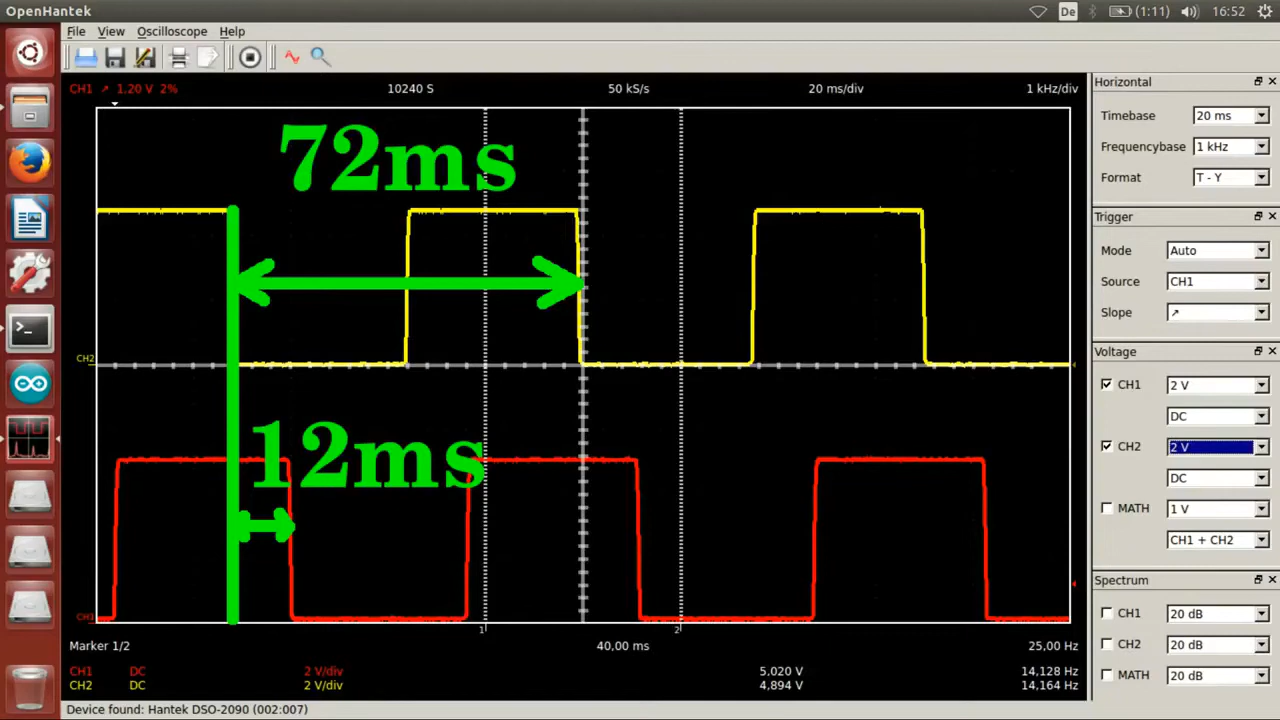 OpenHantek
De
(1:11)
16:52
File View Oscilloscope Help
CH1 ↗ 1.20 V 2%
10240 S
50 kS/s
20 ms/div
1 kHz/div
72ms
12ms
CH2
CH1
1
2
Marker 1/2
40,00 ms
25,00 Hz
CH1 DC 2 V/div 5,020 V 14,128 Hz
CH2 DC 2 V/div 4,894 V 14,164 Hz
Device found: Hantek DSO-2090 (002:007)
Horizontal
Timebase 20 ms
Frequencybase 1 kHz
Format T - Y
Trigger
Mode Auto
Source CH1
Slope ↗
Voltage
CH1 2 V
DC
CH2 2 V
DC
MATH 1 V
CH1 + CH2
Spectrum
CH1 20 dB
CH2 20 dB
MATH 20 dB